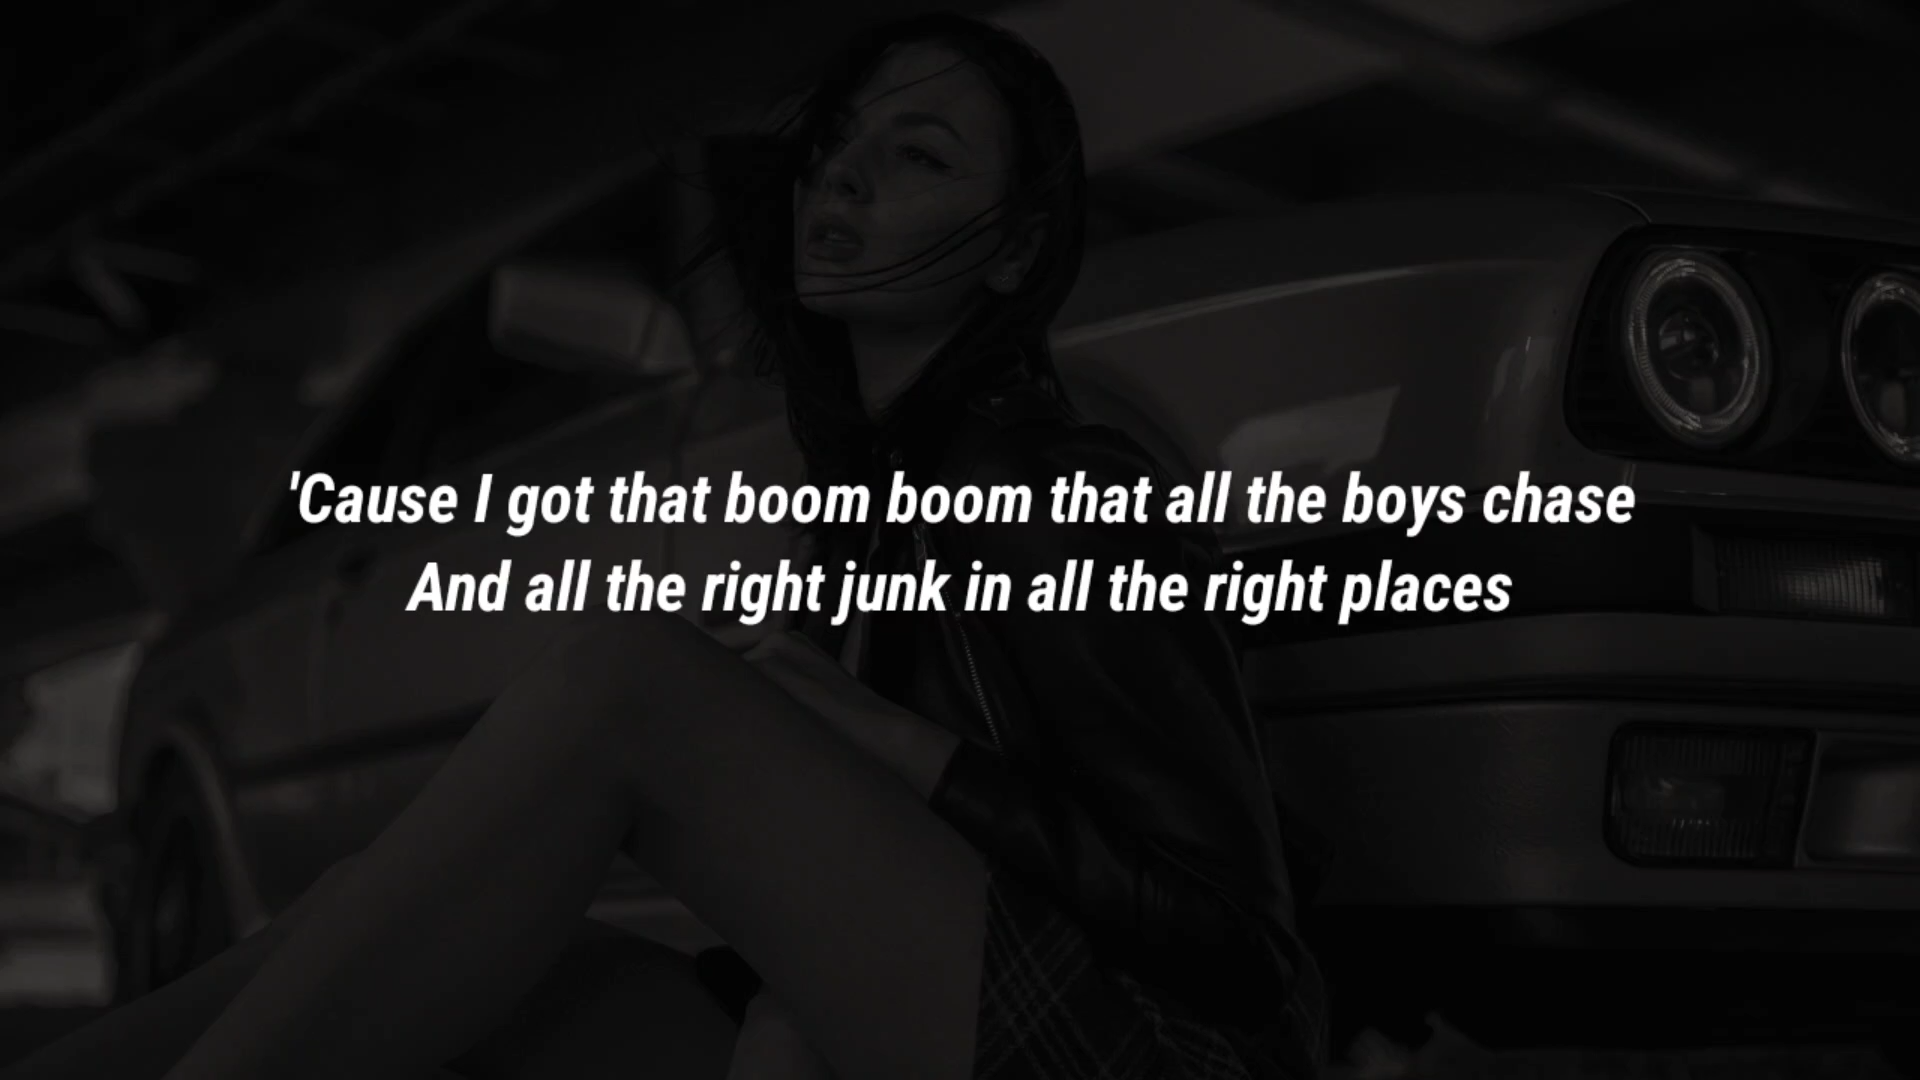 'Cause I got that boom boom that all the boys chase
And all the right junk in all the right places